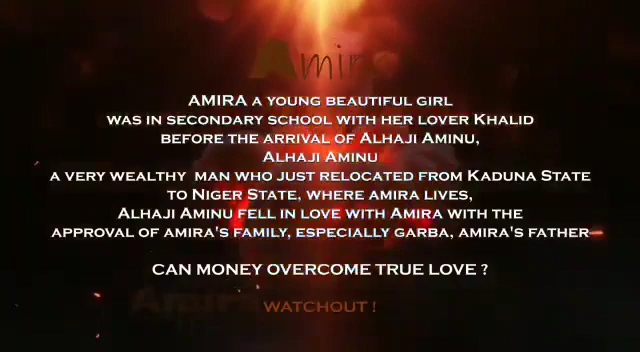 Amira
AMIRA A YOUNG BEAUTIFUL GIRL
WAS IN SECONDARY SCHOOL WITH HER LOVER KHALID
BEFORE THE ARRIVAL OF ALHAJI AMINU,
ALHAJI AMINU
A VERY WEALTHY MAN WHO JUST RELOCATED FROM KADUNA STATE
TO NIGER STATE, WHERE AMIRA LIVES,
ALHAJI AMINU FELL IN LOVE WITH AMIRA WITH THE
APPROVAL OF AMIRA'S FAMILY, ESPECIALLY GARBA, AMIRA'S FATHER
CAN MONEY OVERCOME TRUE LOVE ?
Amira
WATCHOUT !